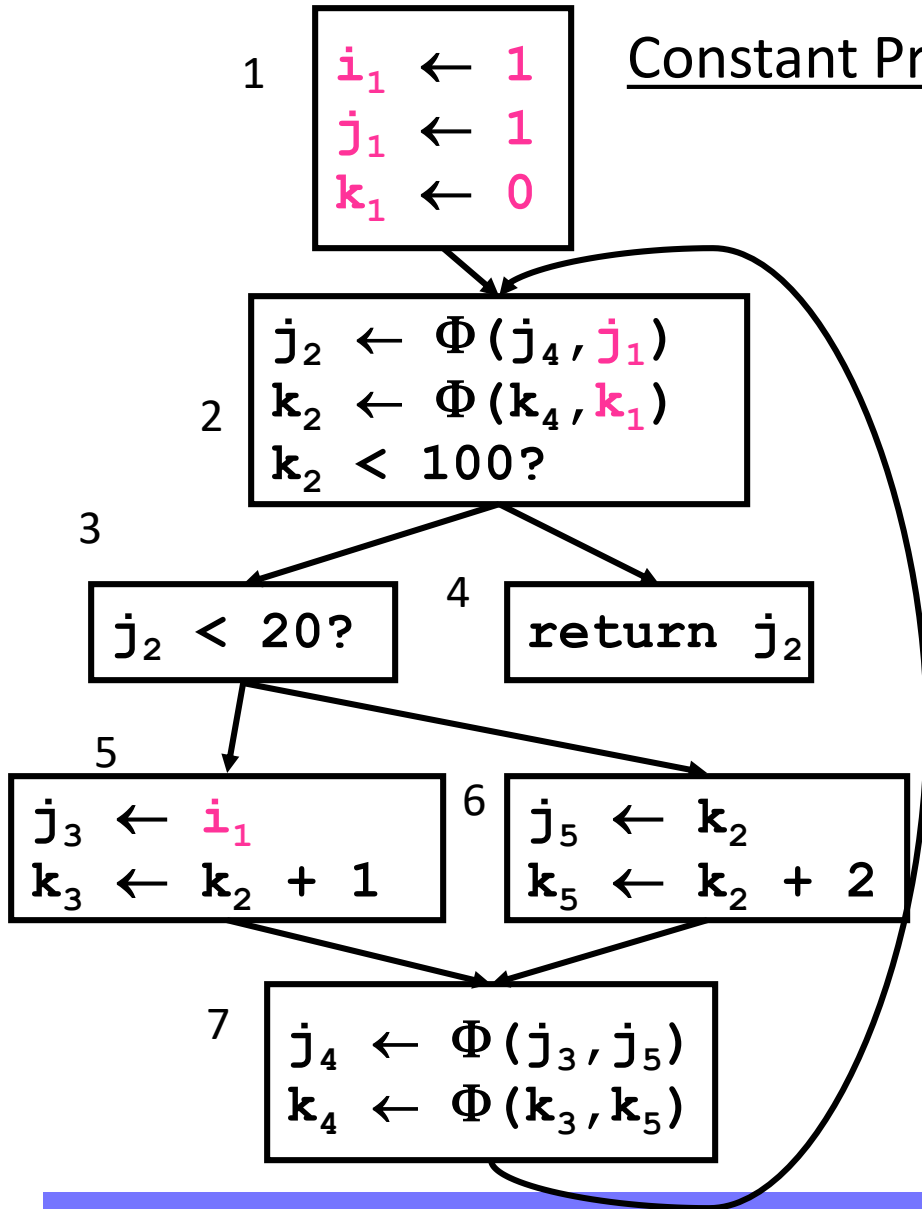 Constant Pr
1
i₁ ← 1
j₁ ← 1
k₁ ← 0
2
j₂ ← Φ(j₄,j₁)
k₂ ← Φ(k₄,k₁)
k₂ < 100?
3
j₂ < 20?
4
return j₂
5
j₃ ← i₁
k₃ ← k₂ + 1
6
j₅ ← k₂
k₅ ← k₂ + 2
7
j₄ ← Φ(j₃,j₅)
k₄ ← Φ(k₃,k₅)